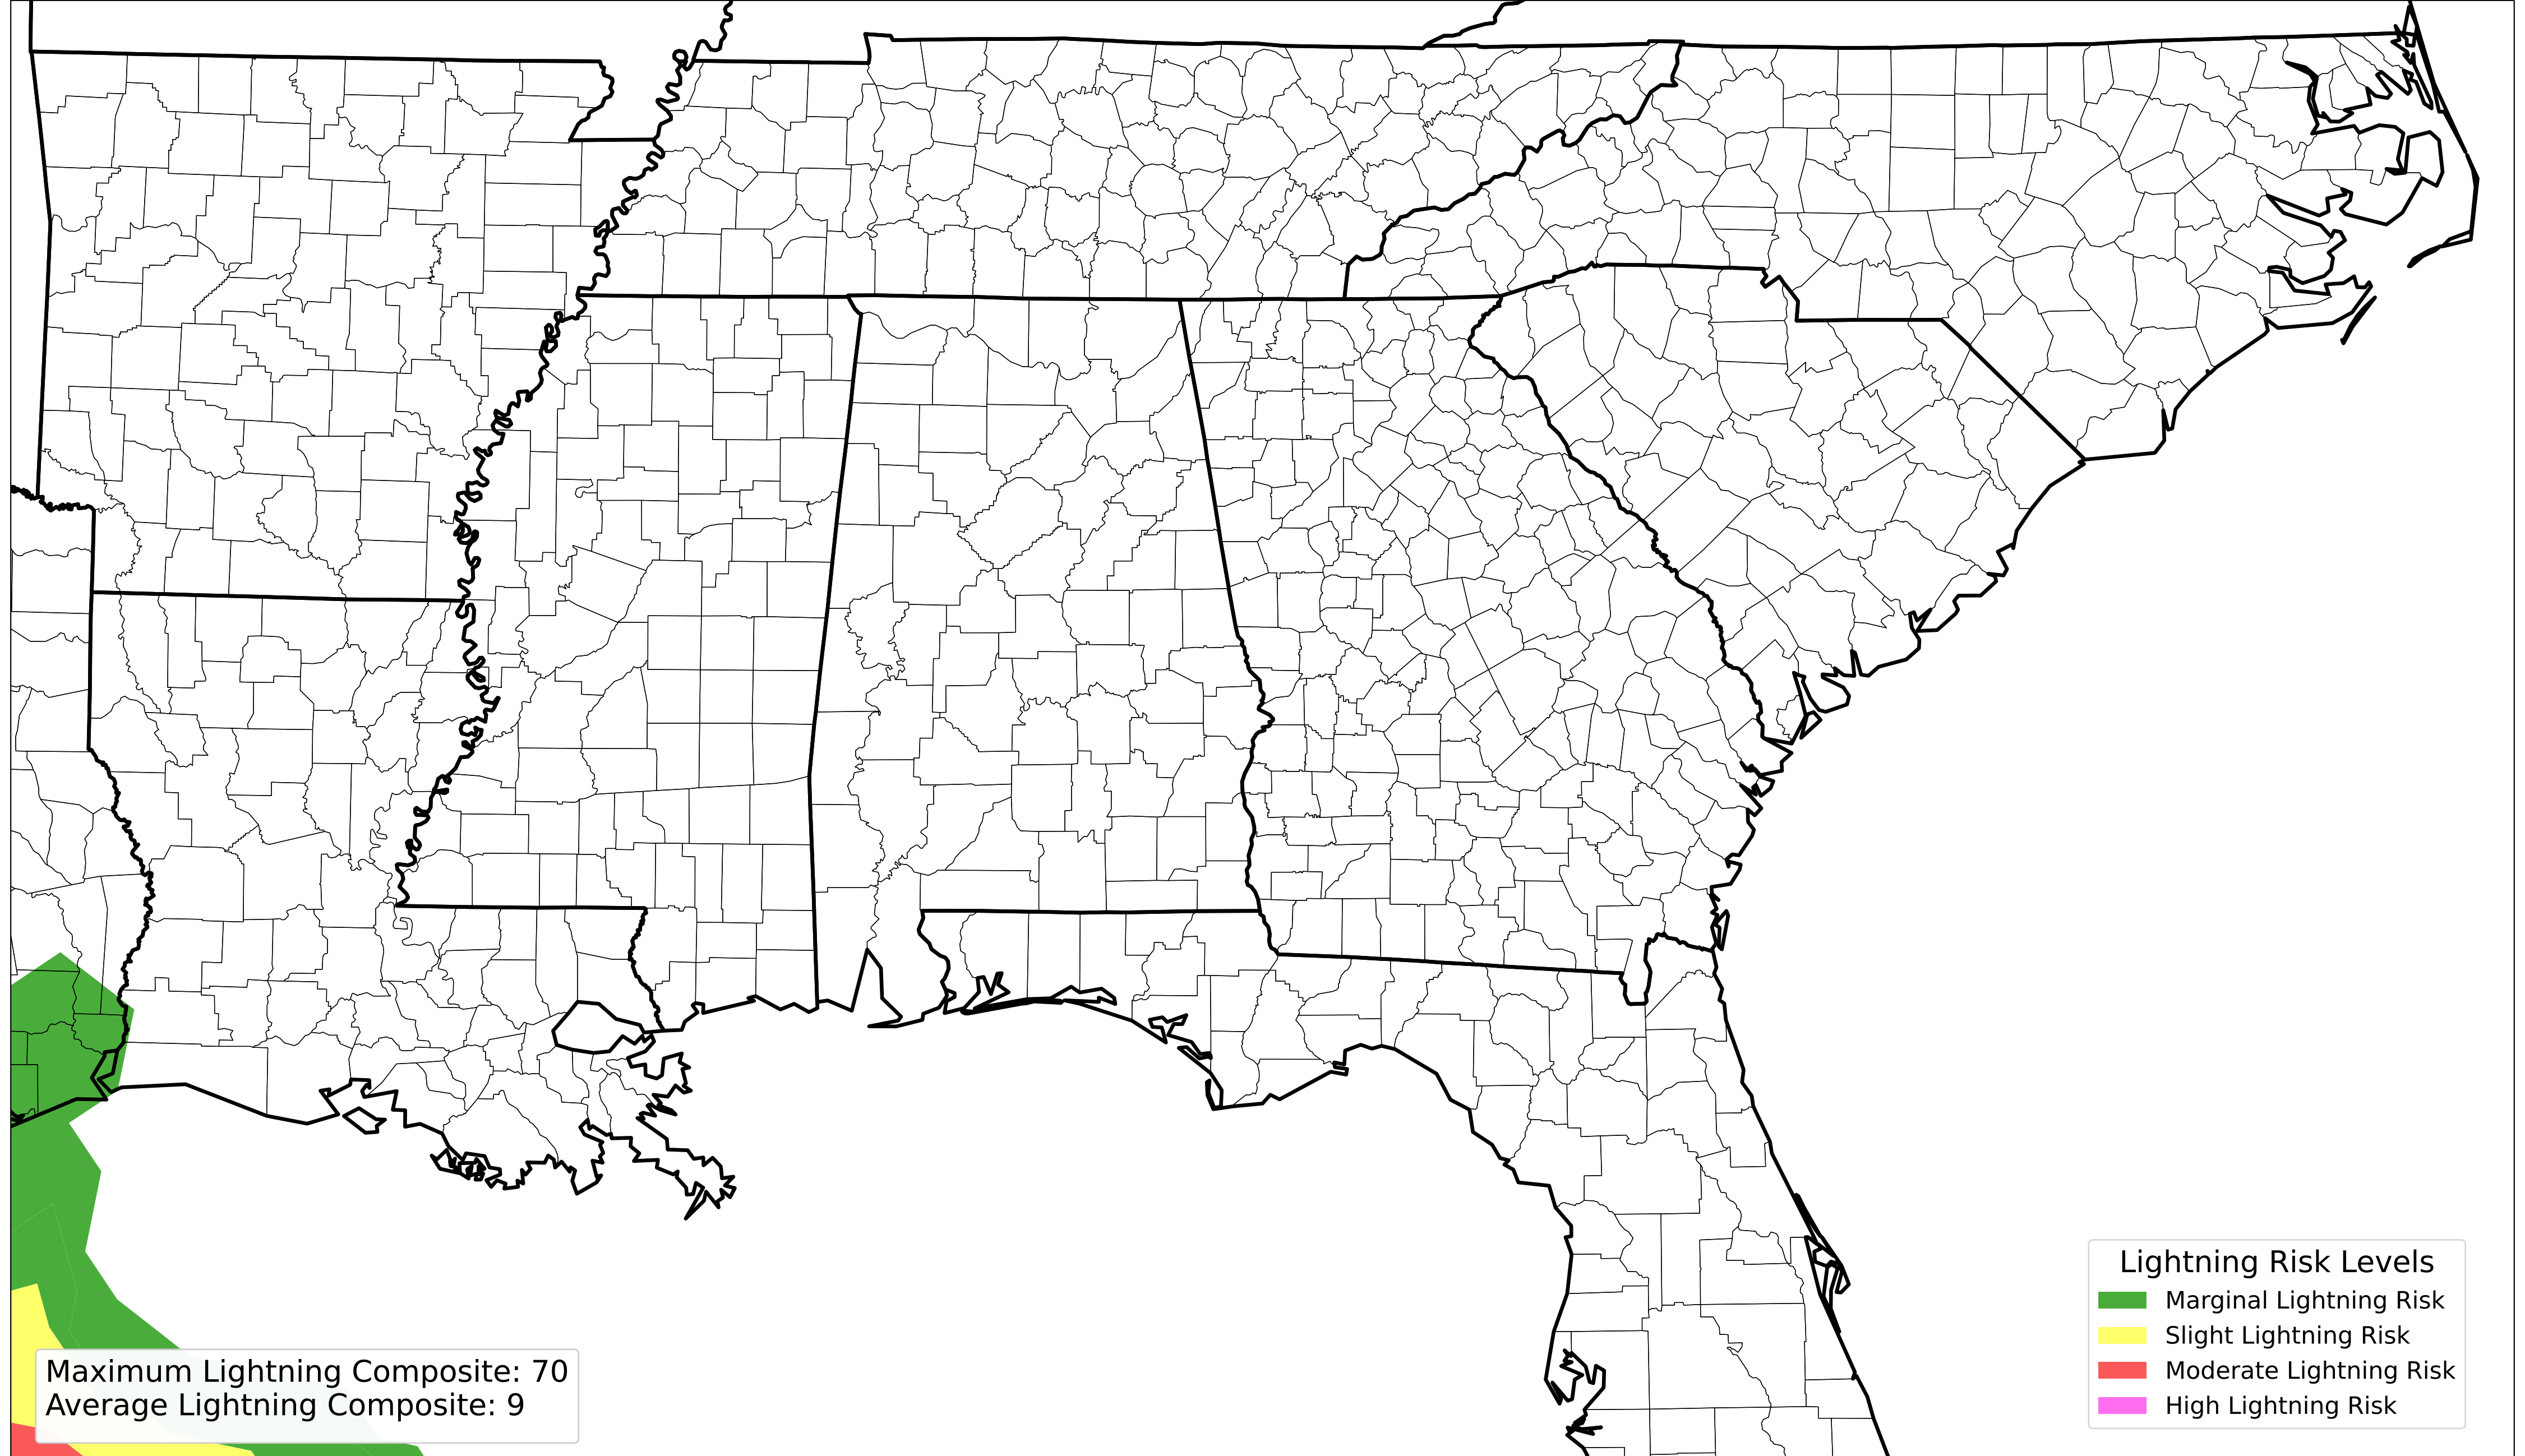 Maximum Lightning Composite: 70
Average Lightning Composite: 9
Lightning Risk Levels
Marginal Lightning Risk
Slight Lightning Risk
Moderate Lightning Risk
High Lightning Risk